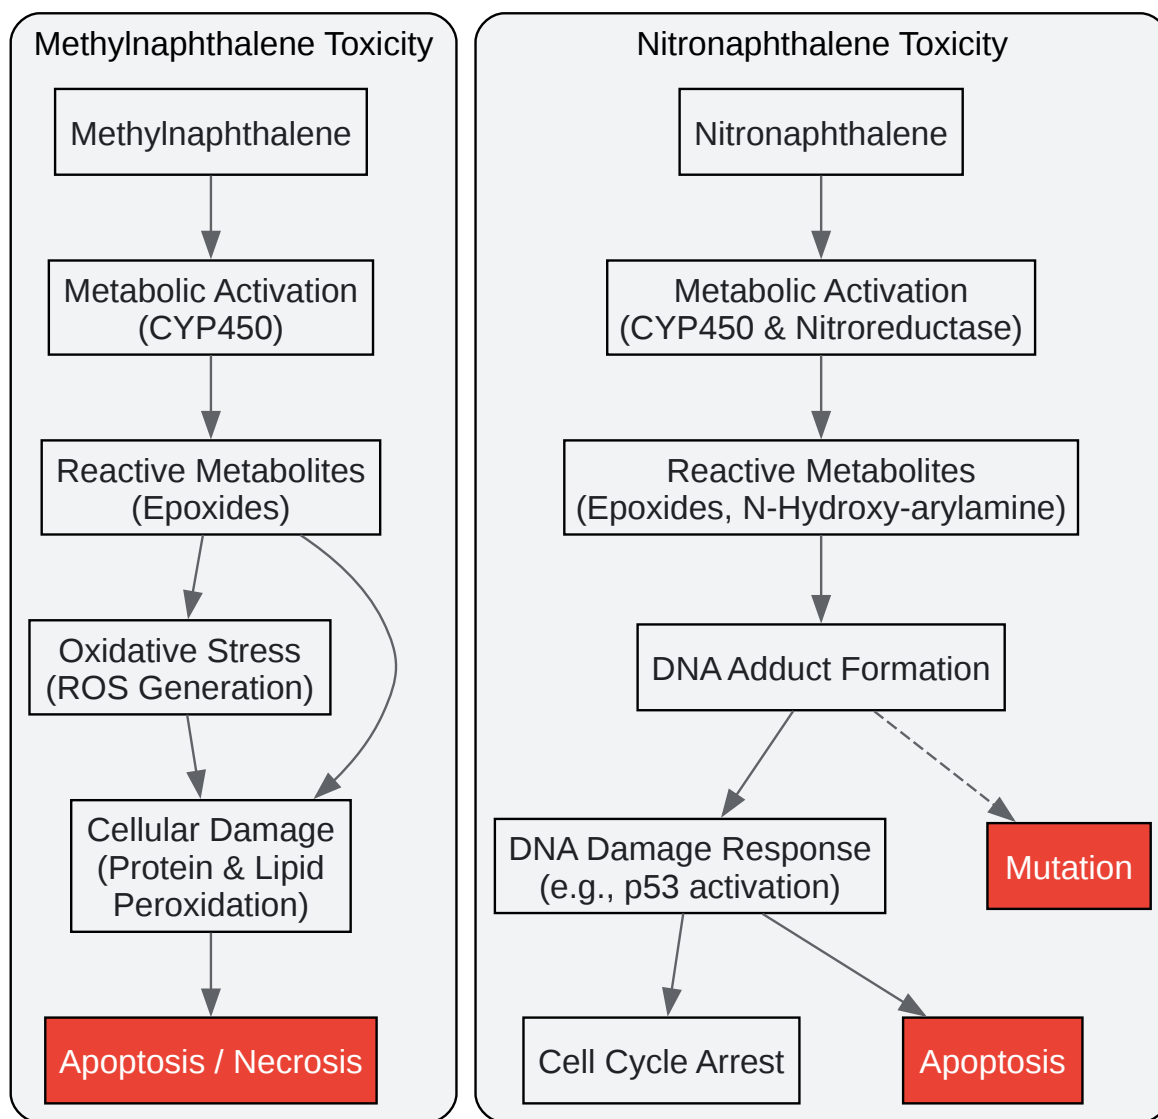 Methylnaphthalene Toxicity
Methylnaphthalene
Metabolic Activation
(CYP450)
Reactive Metabolites
(Epoxides)
Oxidative Stress
(ROS Generation)
Cellular Damage
(Protein & Lipid
Peroxidation)
Apoptosis / Necrosis
Nitronaphthalene Toxicity
Nitronaphthalene
Metabolic Activation
(CYP450 & Nitroreductase)
Reactive Metabolites
(Epoxides, N-Hydroxy-arylamine)
DNA Adduct Formation
DNA Damage Response
(e.g., p53 activation)
Mutation
Cell Cycle Arrest
Apoptosis